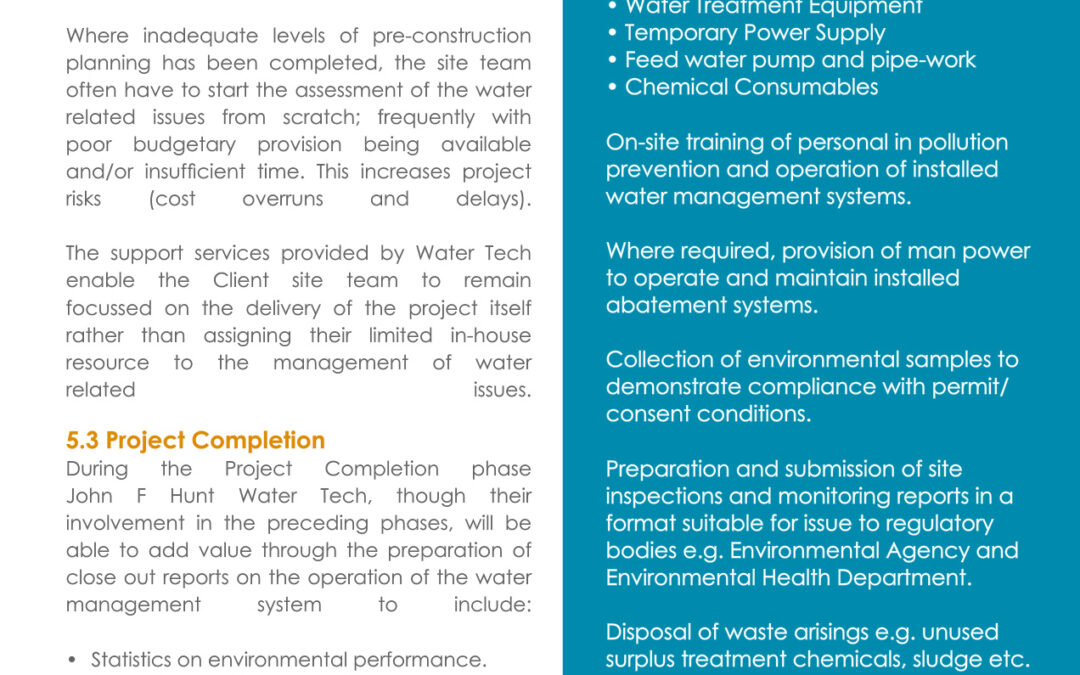 Where inadequate levels of pre-construction
planning has been completed, the site team
often have to start the assessment of the water
related issues from scratch; frequently with
poor budgetary provision being available
and/or insufficient time. This increases project
risks (cost overruns and delays).
The support services provided by Water Tech
enable the Client site team to remain
focussed on the delivery of the project itself
rather than assigning their limited in-house
resource to the management of water
related issues.
5.3 Project Completion
During the Project Completion phase
John F Hunt Water Tech, though their
involvement in the preceding phases, will be
able to add value through the preparation of
close out reports on the operation of the water
management system to include:
• Statistics on environmental performance.
• Water Treatment Equipment
• Temporary Power Supply
• Feed water pump and pipe-work
• Chemical Consumables
On-site training of personal in pollution
prevention and operation of installed
water management systems.
Where required, provision of man power
to operate and maintain installed
abatement systems.
Collection of environmental samples to
demonstrate compliance with permit/
consent conditions.
Preparation and submission of site
inspections and monitoring reports in a
format suitable for issue to regulatory
bodies e.g. Environmental Agency and
Environmental Health Department.
Disposal of waste arisings e.g. unused
surplus treatment chemicals, sludge etc.